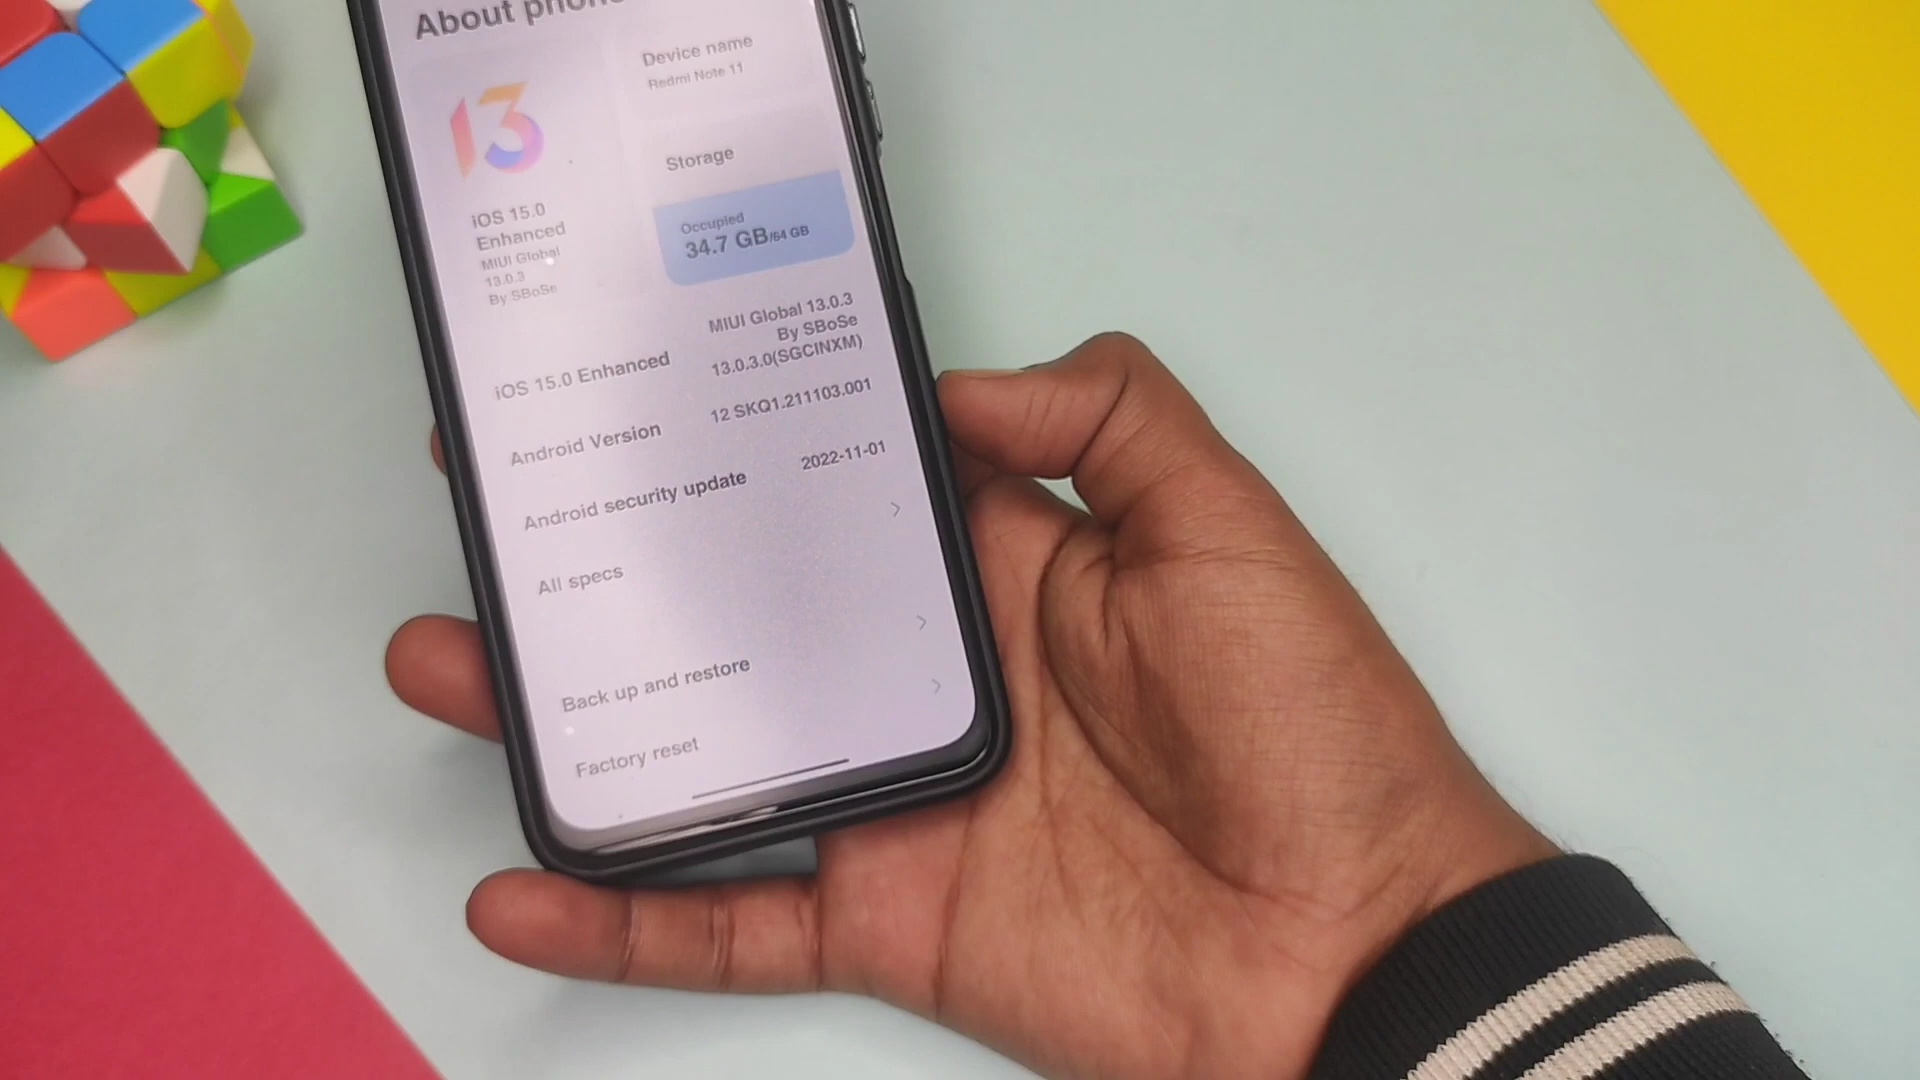 About phone
13
iOS 15.0
Enhanced
MIUI Global
13.0.3
By SBoSe
Device name
Redmi Note 11
Storage
Occupied
34.7 GB/64 GB
iOS 15.0 Enhanced
MIUI Global 13.0.3
By SBoSe
13.0.3.0(SGCINXM)
Android Version
12 SKQ1.211103.001
Android security update
2022-11-01
All specs
Back up and restore
Factory reset